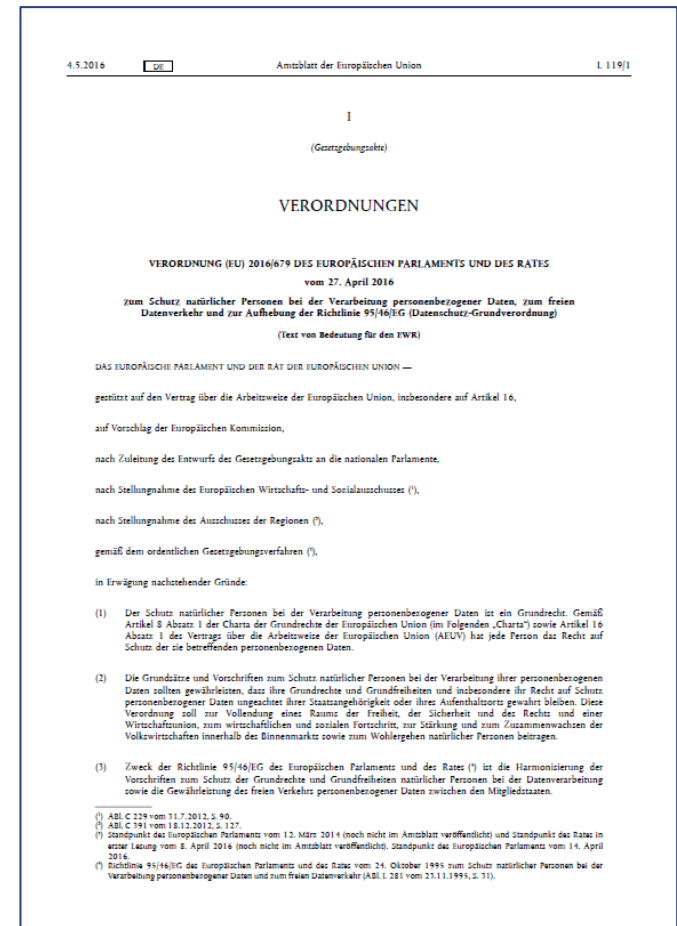 4.5.2016 DE Amtsblatt der Europäischen Union L 119/1
I
(Gesetzgebungsakte)
VERORDNUNGEN
VERORDNUNG (EU) 2016/679 DES EUROPÄISCHEN PARLAMENTS UND DES RATES
vom 27. April 2016
zum Schutz natürlicher Personen bei der Verarbeitung personenbezogener Daten, zum freien
Datenverkehr und zur Aufhebung der Richtlinie 95/46/EG (Datenschutz-Grundverordnung)
(Text von Bedeutung für den EWR)
DAS EUROPÄISCHE PARLAMENT UND DER RAT DER EUROPÄISCHEN UNION —
gestützt auf den Vertrag über die Arbeitsweise der Europäischen Union, insbesondere auf Artikel 16,
auf Vorschlag der Europäischen Kommission,
nach Zuleitung des Entwurfs des Gesetzgebungsakts an die nationalen Parlamente,
nach Stellungnahme des Europäischen Wirtschafts- und Sozialausschusses (¹),
nach Stellungnahme des Ausschusses der Regionen (²),
gemäß dem ordentlichen Gesetzgebungsverfahren (³),
in Erwägung nachstehender Gründe:
(1) Der Schutz natürlicher Personen bei der Verarbeitung personenbezogener Daten ist ein Grundrecht. Gemäß
Artikel 8 Absatz 1 der Charta der Grundrechte der Europäischen Union (im Folgenden „Charta“) sowie Artikel 16
Absatz 1 des Vertrags über die Arbeitsweise der Europäischen Union (AEUV) hat jede Person das Recht auf
Schutz der sie betreffenden personenbezogenen Daten.
(2) Die Grundsätze und Vorschriften zum Schutz natürlicher Personen bei der Verarbeitung ihrer personenbezogenen
Daten sollten gewährleisten, dass ihre Grundrechte und Grundfreiheiten und insbesondere ihr Recht auf Schutz
personenbezogener Daten ungeachtet ihrer Staatsangehörigkeit oder ihres Aufenthaltsorts gewahrt bleiben. Diese
Verordnung soll zur Vollendung eines Raums der Freiheit, der Sicherheit und des Rechts und einer
Wirtschaftsunion, zum wirtschaftlichen und sozialen Fortschritt, zur Stärkung und zum Zusammenwachsen der
Volkswirtschaften innerhalb des Binnenmarkts sowie zum Wohlergehen natürlicher Personen beitragen.
(3) Zweck der Richtlinie 95/46/EG des Europäischen Parlaments und des Rates (⁴) ist die Harmonisierung der
Vorschriften zum Schutz der Grundrechte und Grundfreiheiten natürlicher Personen bei der Datenverarbeitung
sowie die Gewährleistung des freien Verkehrs personenbezogener Daten zwischen den Mitgliedstaaten.
(¹) ABl. C 229 vom 31.7.2012, S. 90.
(²) ABl. C 391 vom 18.12.2012, S. 127.
(³) Standpunkt des Europäischen Parlaments vom 12. März 2014 (noch nicht im Amtsblatt veröffentlicht) und Standpunkt des Rates in
erster Lesung vom 8. April 2016 (noch nicht im Amtsblatt veröffentlicht). Standpunkt des Europäischen Parlaments vom 14. April
2016.
(⁴) Richtlinie 95/46/EG des Europäischen Parlaments und des Rates vom 24. Oktober 1995 zum Schutz natürlicher Personen bei der
Verarbeitung personenbezogener Daten und zum freien Datenverkehr (ABl. L 281 vom 23.11.1995, S. 31).